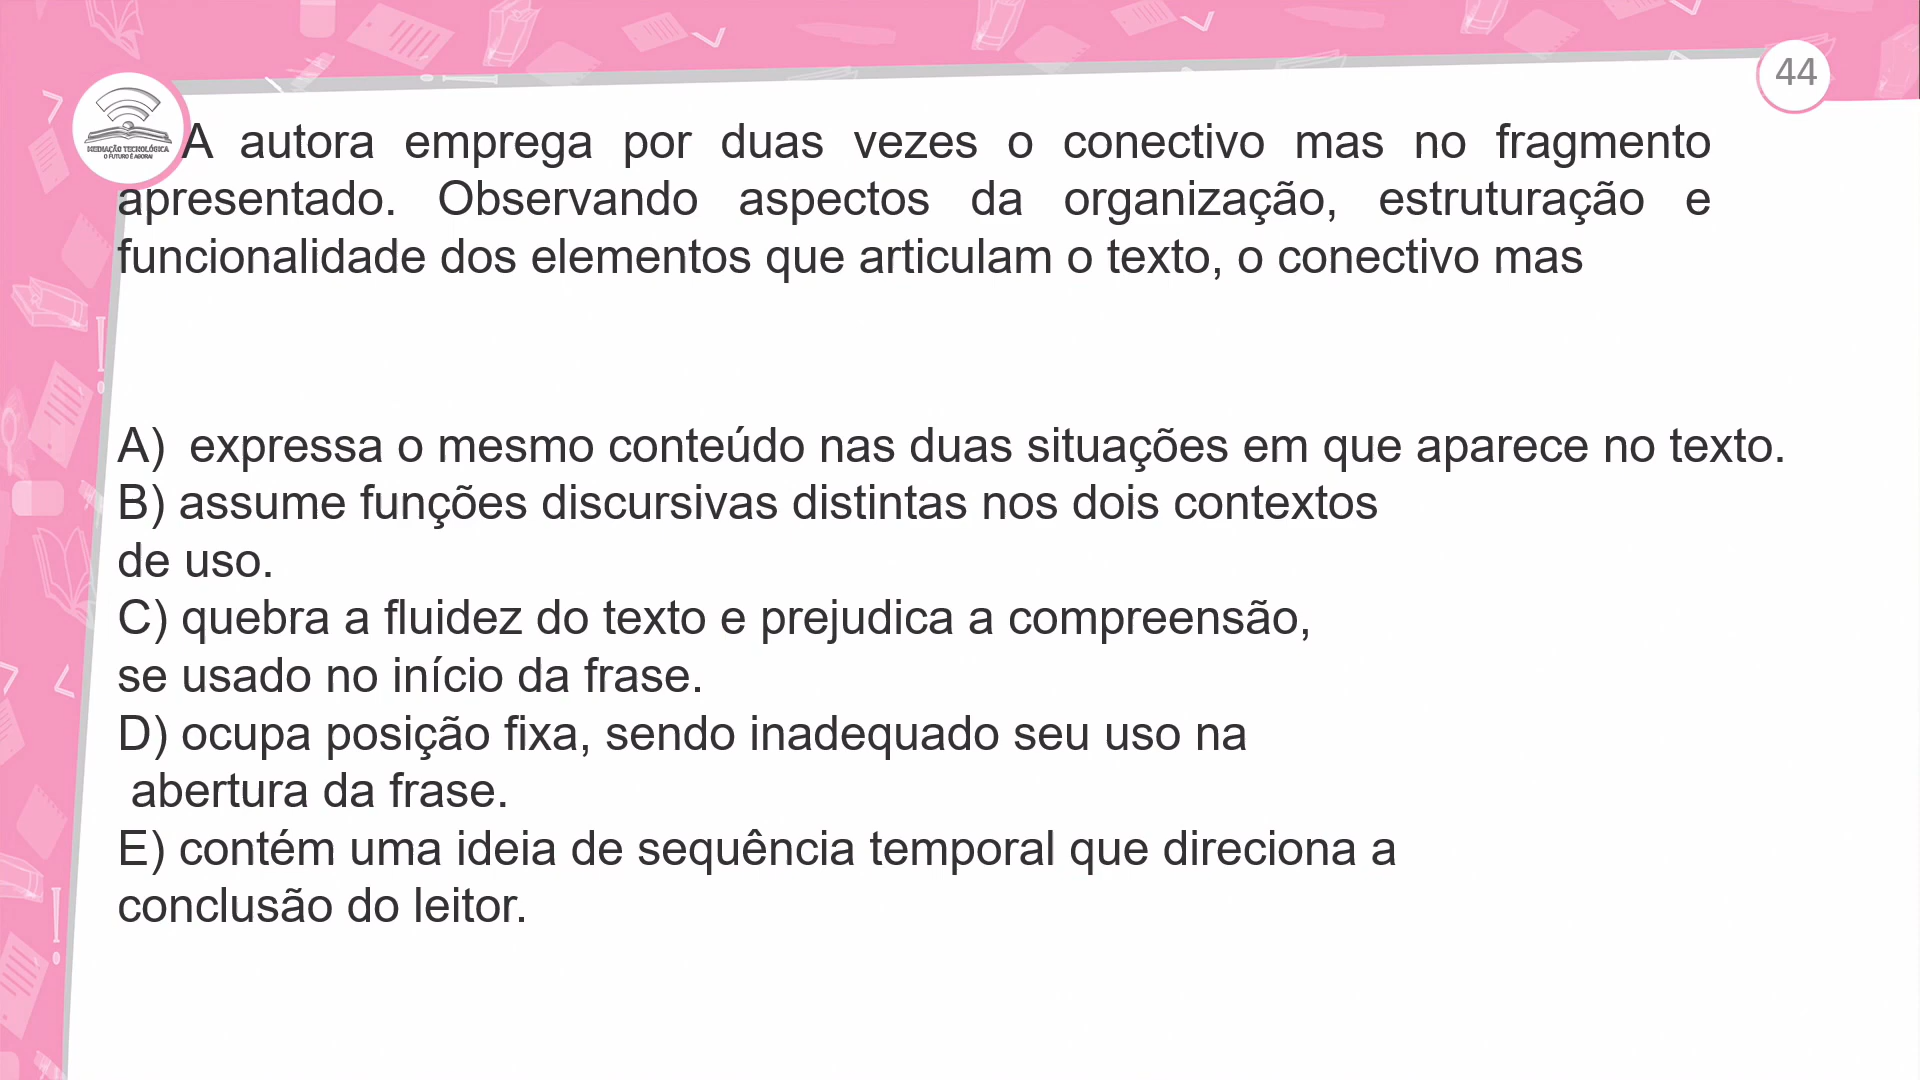 44
MEDIAÇÃO TECNOLÓGICA
O FUTURO É AGORA!
A autora emprega por duas vezes o conectivo mas no fragmento
apresentado. Observando aspectos da organização, estruturação e
funcionalidade dos elementos que articulam o texto, o conectivo mas
A) expressa o mesmo conteúdo nas duas situações em que aparece no texto.
B) assume funções discursivas distintas nos dois contextos
de uso.
C) quebra a fluidez do texto e prejudica a compreensão,
se usado no início da frase.
D) ocupa posição fixa, sendo inadequado seu uso na
abertura da frase.
E) contém uma ideia de sequência temporal que direciona a
conclusão do leitor.